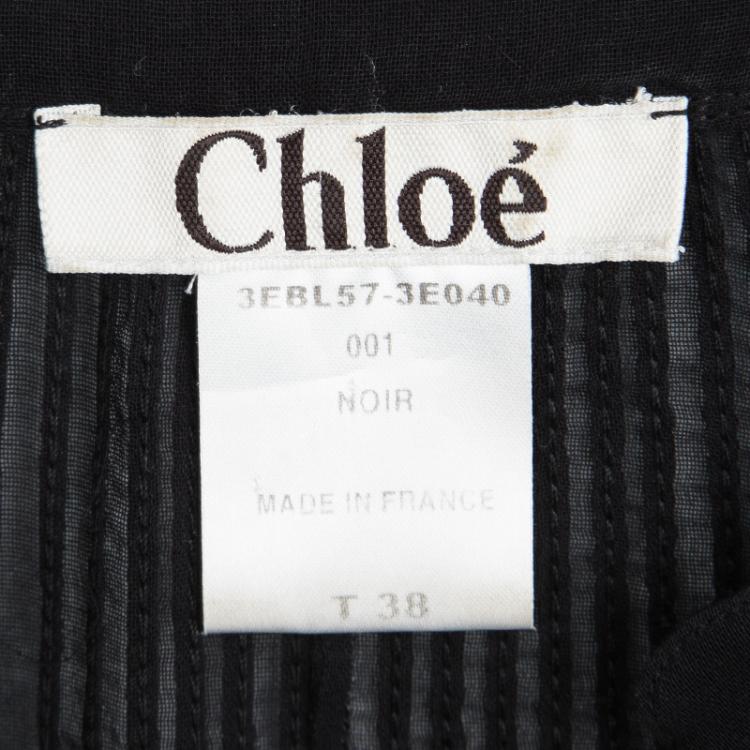 Chloé
3EBL57-3E040
001
NOIR
MADE IN FRANCE
T 38